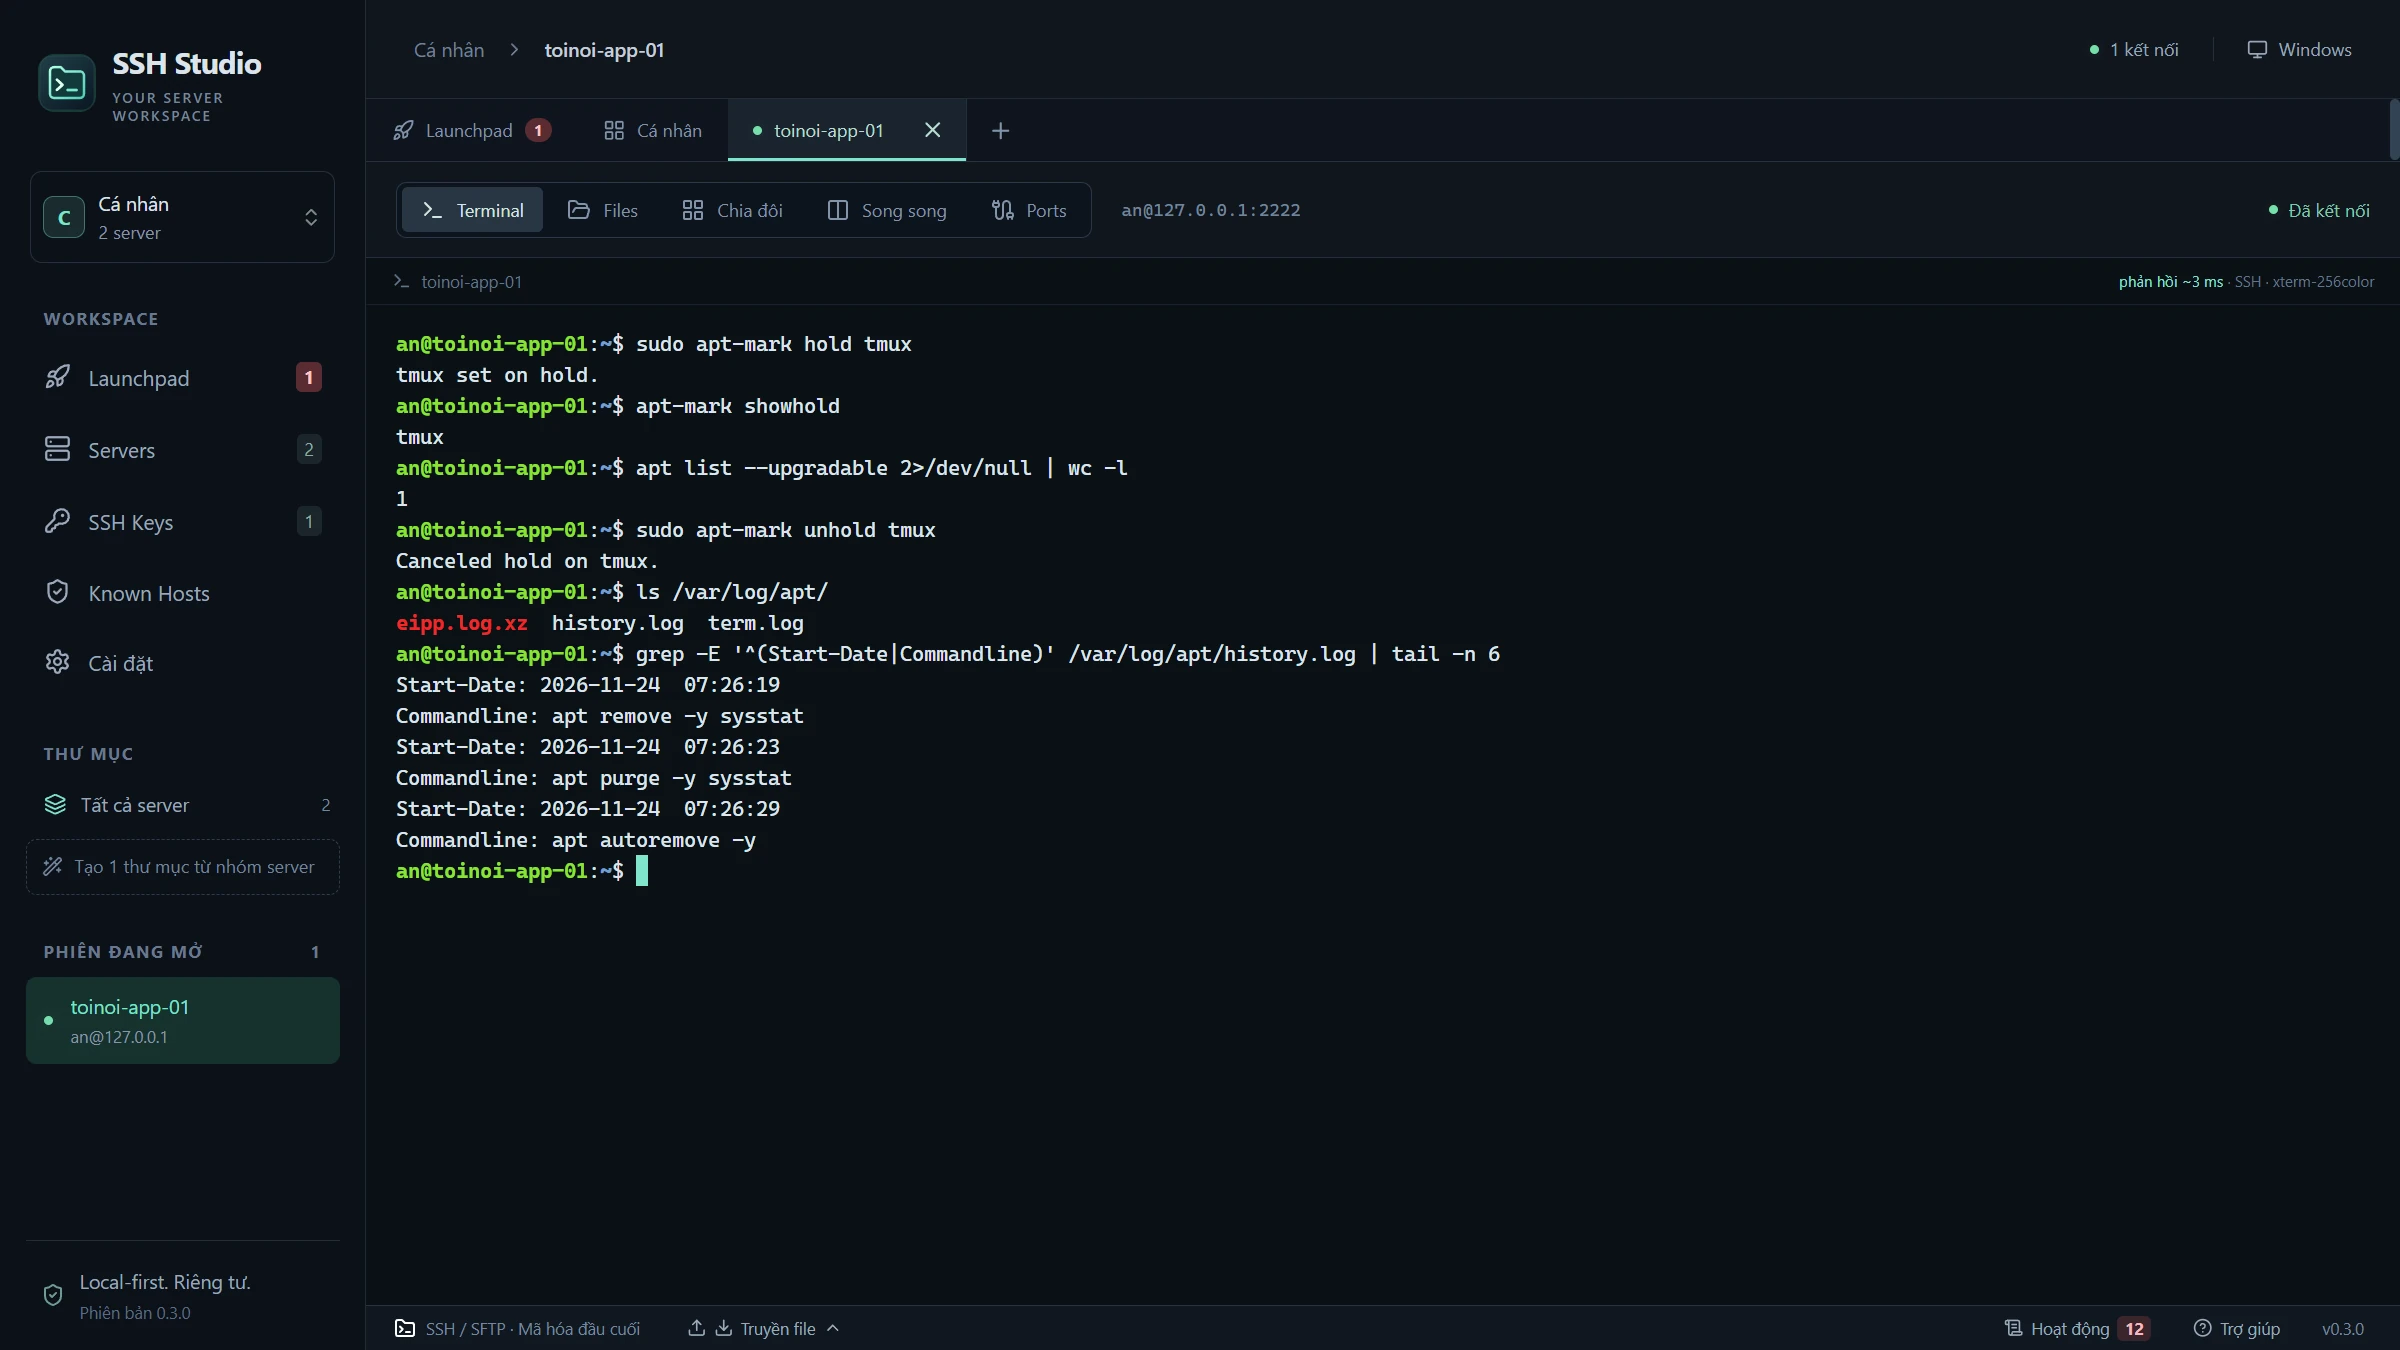 SSH Studio
YOUR SERVER
WORKSPACE
C
Cá nhân
2 server
WORKSPACE
Launchpad 1
Servers 2
SSH Keys 1
Known Hosts
Cài đặt
THƯ MỤC
Tất cả server 2
Tạo 1 thư mục từ nhóm server
PHIÊN ĐANG MỞ 1
toinoi-app-01
an@127.0.0.1
Local-first. Riêng tư.
Phiên bản 0.3.0
Cá nhân > toinoi-app-01
1 kết nối
Windows
Launchpad 1
Cá nhân
toinoi-app-01
Terminal
Files
Chia đôi
Song song
Ports
an@127.0.0.1:2222
Đã kết nối
toinoi-app-01
phản hồi ~3 ms · SSH · xterm-256color
an@toinoi-app-01:~$ sudo apt-mark hold tmux
tmux set on hold.
an@toinoi-app-01:~$ apt-mark showhold
tmux
an@toinoi-app-01:~$ apt list --upgradable 2>/dev/null | wc -l
1
an@toinoi-app-01:~$ sudo apt-mark unhold tmux
Canceled hold on tmux.
an@toinoi-app-01:~$ ls /var/log/apt/
eipp.log.xz  history.log  term.log
an@toinoi-app-01:~$ grep -E '^(Start-Date|Commandline)' /var/log/apt/history.log | tail -n 6
Start-Date: 2026-11-24  07:26:19
Commandline: apt remove -y sysstat
Start-Date: 2026-11-24  07:26:23
Commandline: apt purge -y sysstat
Start-Date: 2026-11-24  07:26:29
Commandline: apt autoremove -y
an@toinoi-app-01:~$
SSH / SFTP · Mã hóa đầu cuối
Truyền file
Hoạt động 12
Trợ giúp
v0.3.0